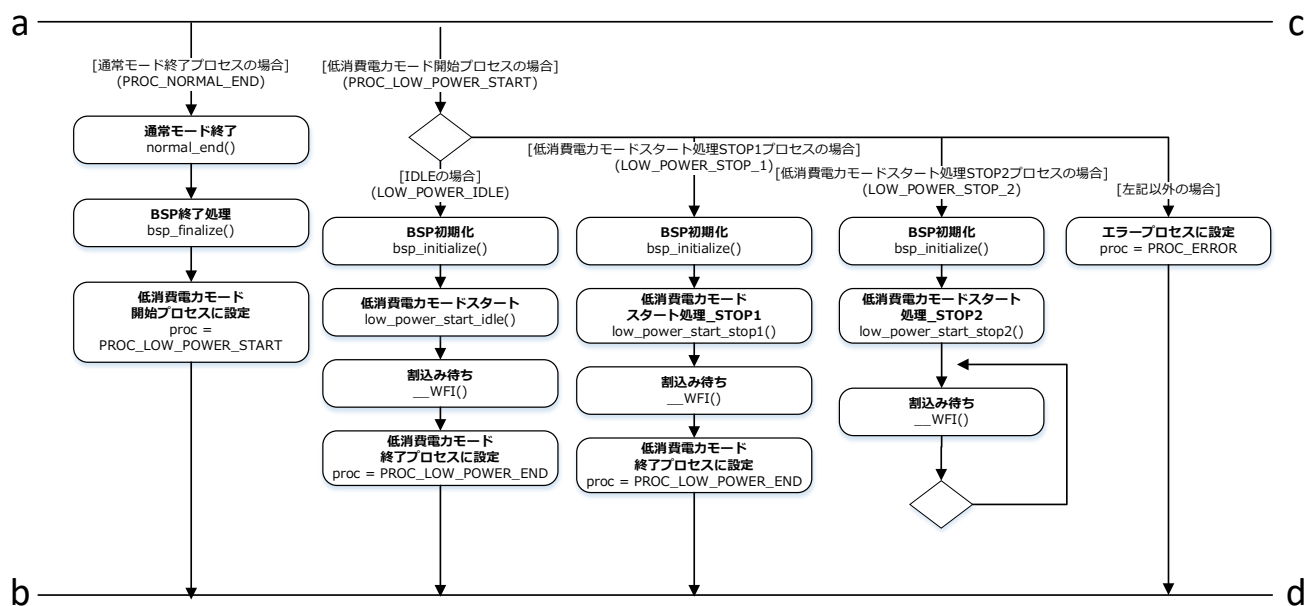 a
c
[通常モード終了プロセスの場合]
(PROC_NORMAL_END)
[低消費電力モード開始プロセスの場合]
(PROC_LOW_POWER_START)
通常モード終了
normal_end()
BSP終了処理
bsp_finalize()
低消費電力モード
開始プロセスに設定
proc =
PROC_LOW_POWER_START
[IDLEの場合]
(LOW_POWER_IDLE)
BSP初期化
bsp_initialize()
低消費電力モードスタート
low_power_start_idle()
割込み待ち
__WFI()
低消費電力モード
終了プロセスに設定
proc = PROC_LOW_POWER_END
[低消費電力モードスタート処理STOP1プロセスの場合]
(LOW_POWER_STOP_1)
BSP初期化
bsp_initialize()
低消費電力モード
スタート処理_STOP1
low_power_start_stop1()
割込み待ち
__WFI()
低消費電力モード
終了プロセスに設定
proc = PROC_LOW_POWER_END
[低消費電力モードスタート処理STOP2プロセスの場合]
(LOW_POWER_STOP_2)
BSP初期化
bsp_initialize()
低消費電力モードスタート
処理_STOP2
low_power_start_stop2()
割込み待ち
__WFI()
[左記以外の場合]
エラープロセスに設定
proc = PROC_ERROR
b
d